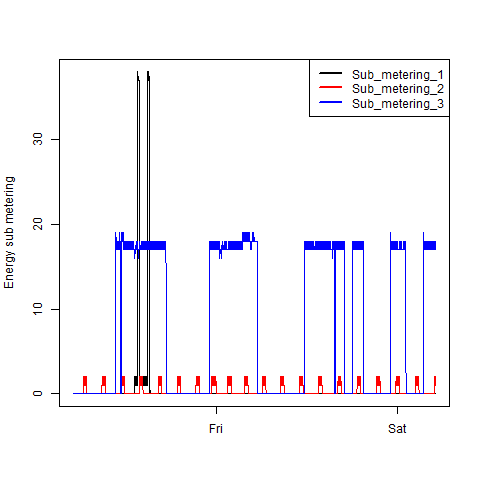 Sub_metering_1
Sub_metering_2
Sub_metering_3
Energy sub metering
30
20
10
0
Fri
Sat